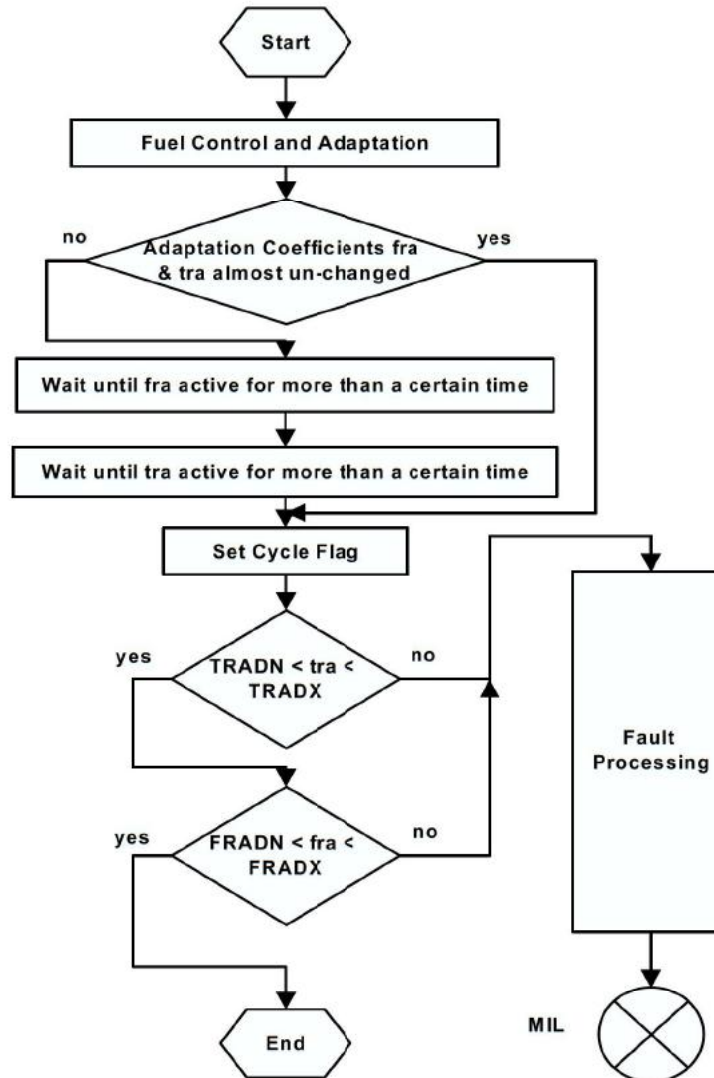 Start
Fuel Control and Adaptation
no
yes
Adaptation Coefficients fra
& tra almost un-changed
Wait until fra active for more than a certain time
Wait until tra active for more than a certain time
Set Cycle Flag
yes
no
TRADN < tra <
TRADX
Fault
Processing
yes
no
FRADN < fra <
FRADX
MIL
End